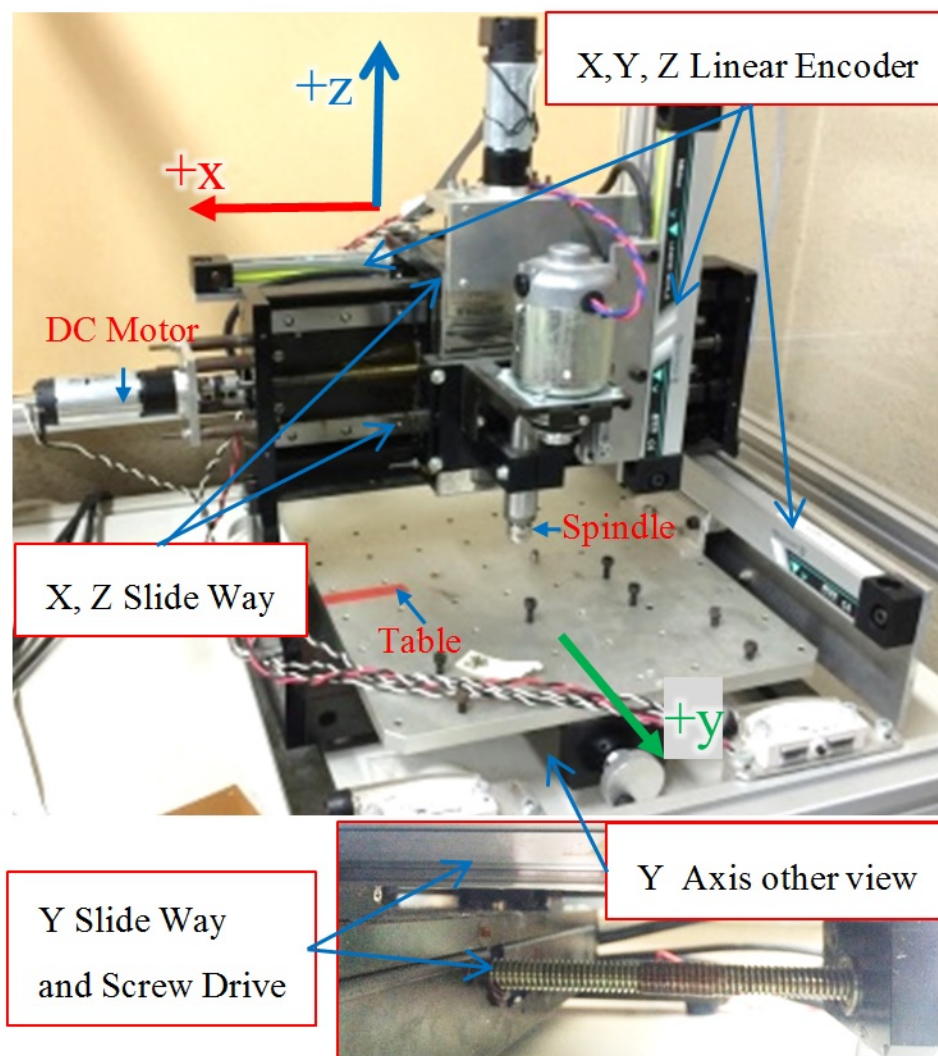 X,Y, Z Linear Encoder
+z
+x
DC Motor
Spindle
X, Z Slide Way
Table
+y
Y Axis other view
Y Slide Way
and Screw Drive